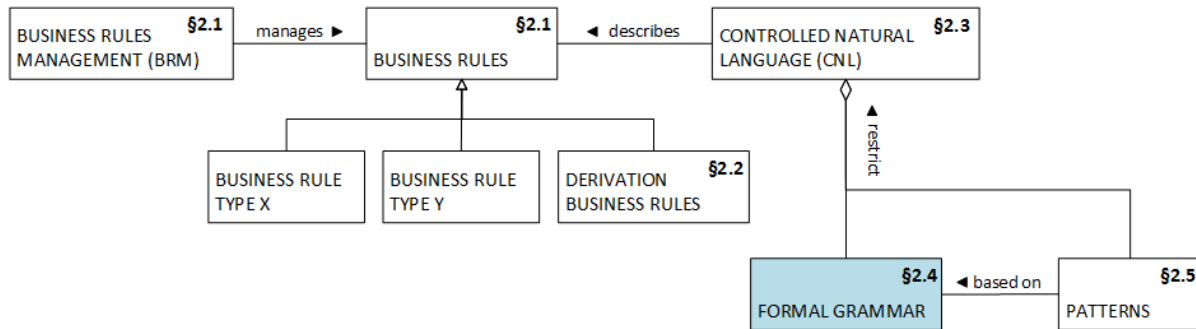 §2.1
BUSINESS RULES
MANAGEMENT (BRM)
manages ►
§2.1
BUSINESS RULES
◄ describes
§2.3
CONTROLLED NATURAL
LANGUAGE (CNL)
◄ restrict
BUSINESS RULE
TYPE X
BUSINESS RULE
TYPE Y
§2.2
DERIVATION
BUSINESS RULES
§2.4
FORMAL GRAMMAR
◄ based on
§2.5
PATTERNS